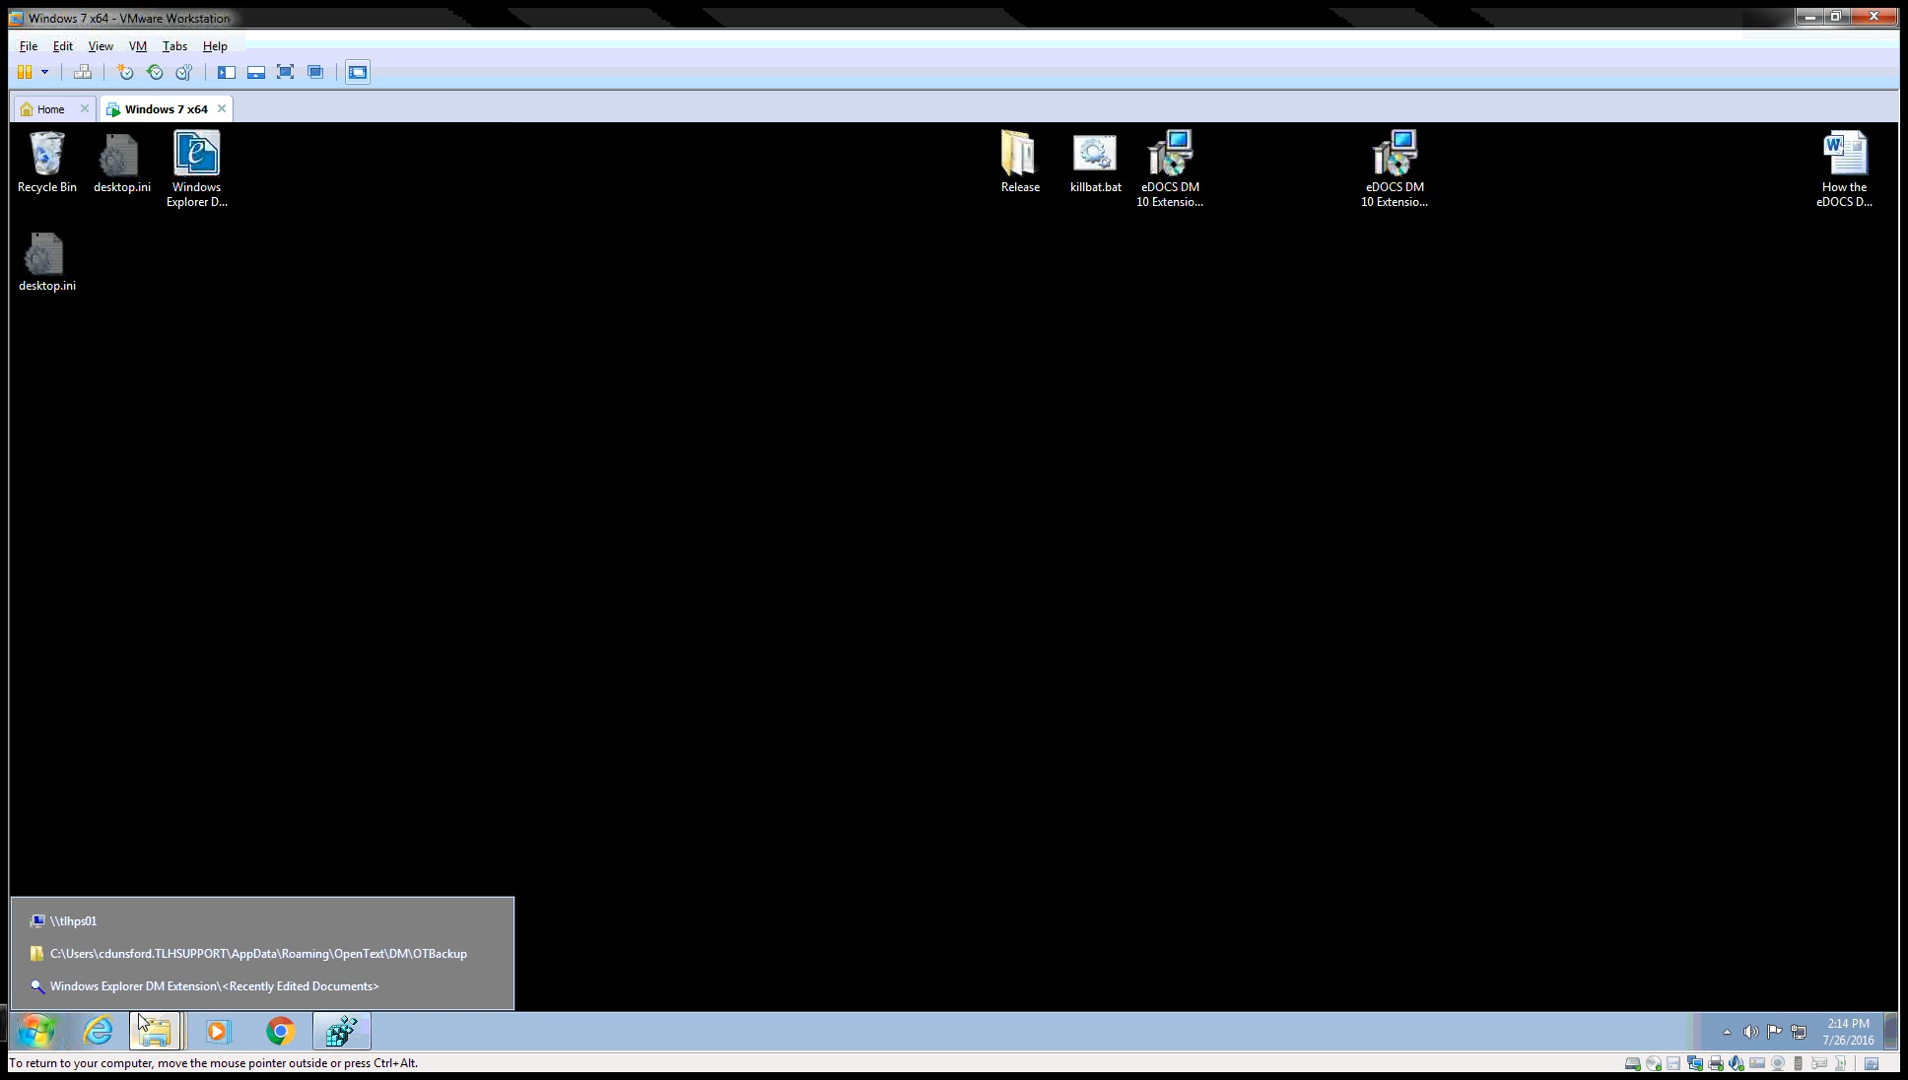 Windows 7 x64 - VMware Workstation
File Edit View VM Tabs Help
Home
Windows 7 x64
Recycle Bin
desktop.ini
Windows
Explorer D...
Release
killbat.bat
eDOCS DM
10 Extensio...
eDOCS DM
10 Extensio...
How the
eDOCS D...
desktop.ini
\\tlhps01
C:\Users\cdunsford.TLHSUPPORT\AppData\Roaming\OpenText\DM\OTBackup
Windows Explorer DM Extension\<Recently Edited Documents>
2:14 PM
7/26/2016
To return to your computer, move the mouse pointer outside or press Ctrl+Alt.